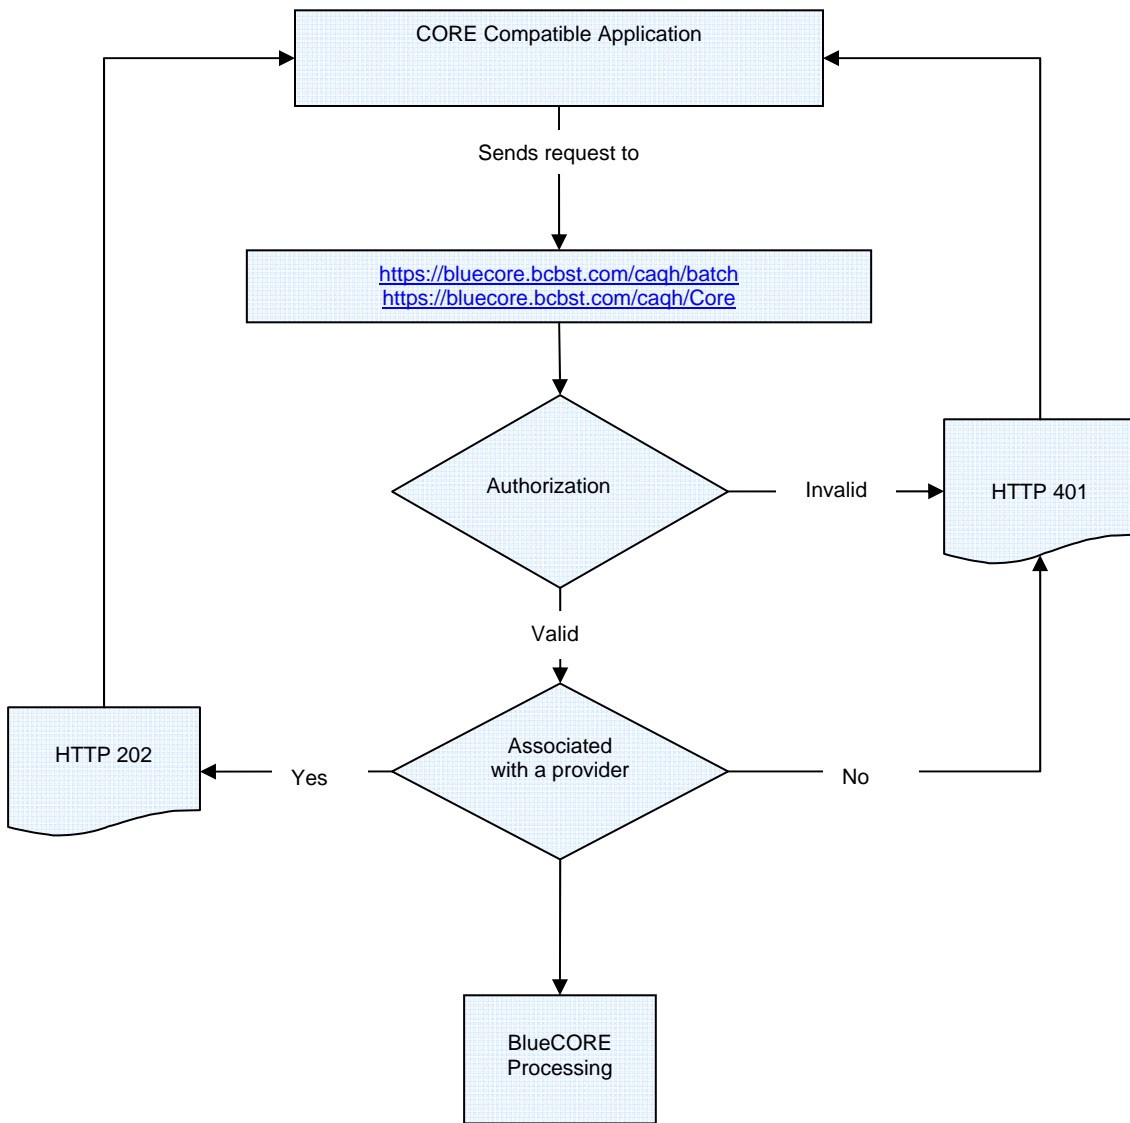 CORE Compatible Application
Sends request to
https://bluecore.bcbst.com/caqh/batch
https://bluecore.bcbst.com/caqh/Core
Authorization
Invalid
HTTP 401
Valid
HTTP 202
Yes
Associated
with a provider
No
BlueCORE
Processing